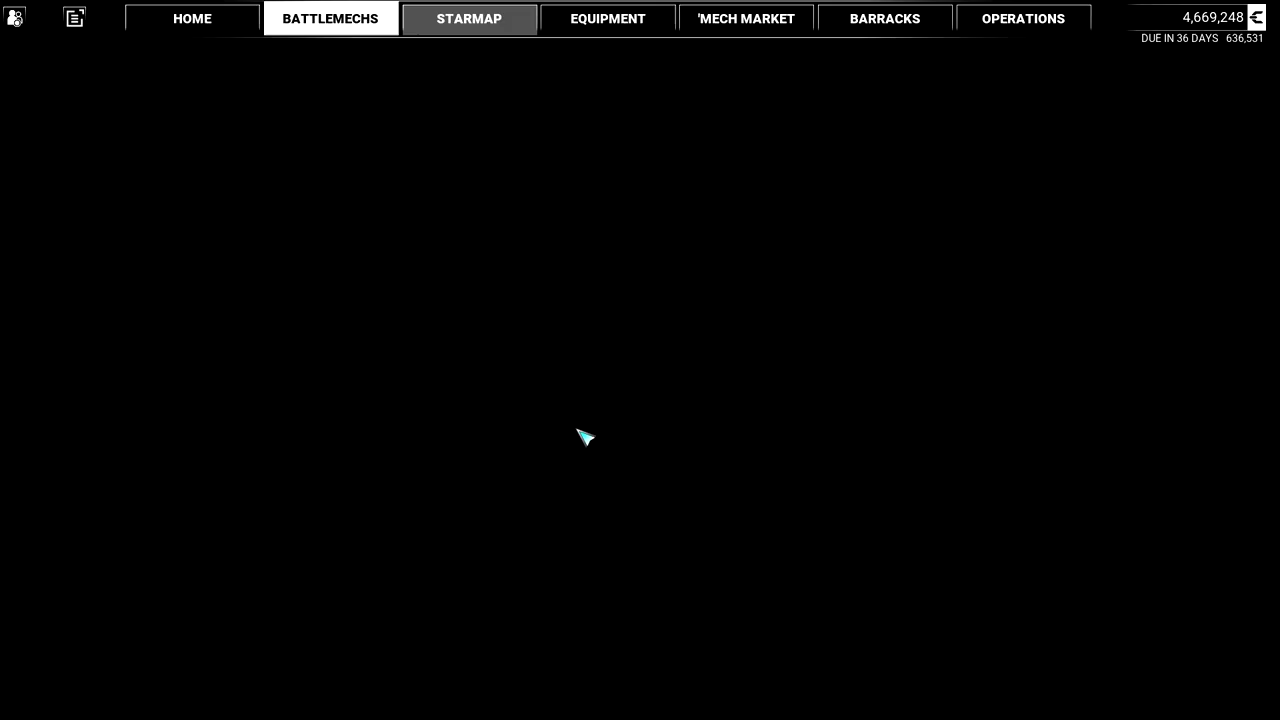 HOME
BATTLEMECHS
STARMAP
EQUIPMENT
'MECH MARKET
BARRACKS
OPERATIONS
4,669,248
DUE IN 36 DAYS 636,531